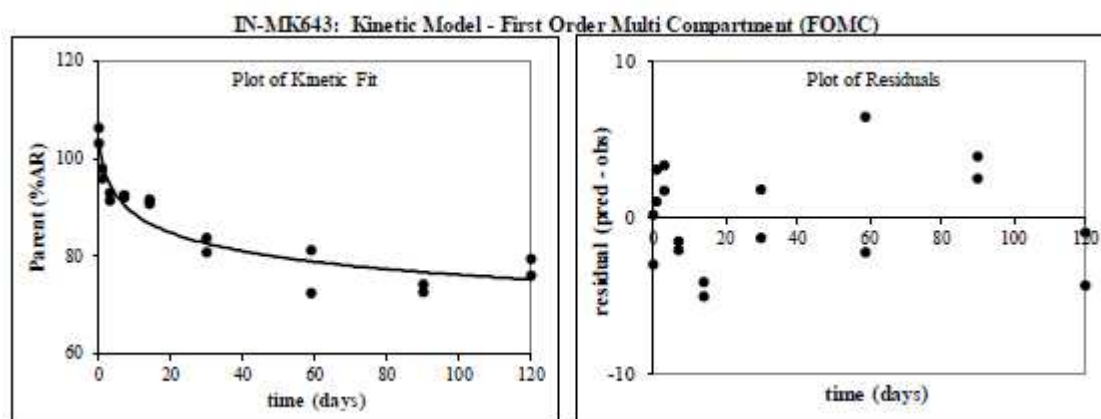 IN-MK643: Kinetic Model - First Order Multi Compartment (FOMC)
Plot of Kinetic Fit
120
100
80
60
Parent (%AR)
0 20 40 60 80 100 120
time (days)
Plot of Residuals
10
0
-10
residual (pred - obs)
0 20 40 60 80 100 120
time (days)